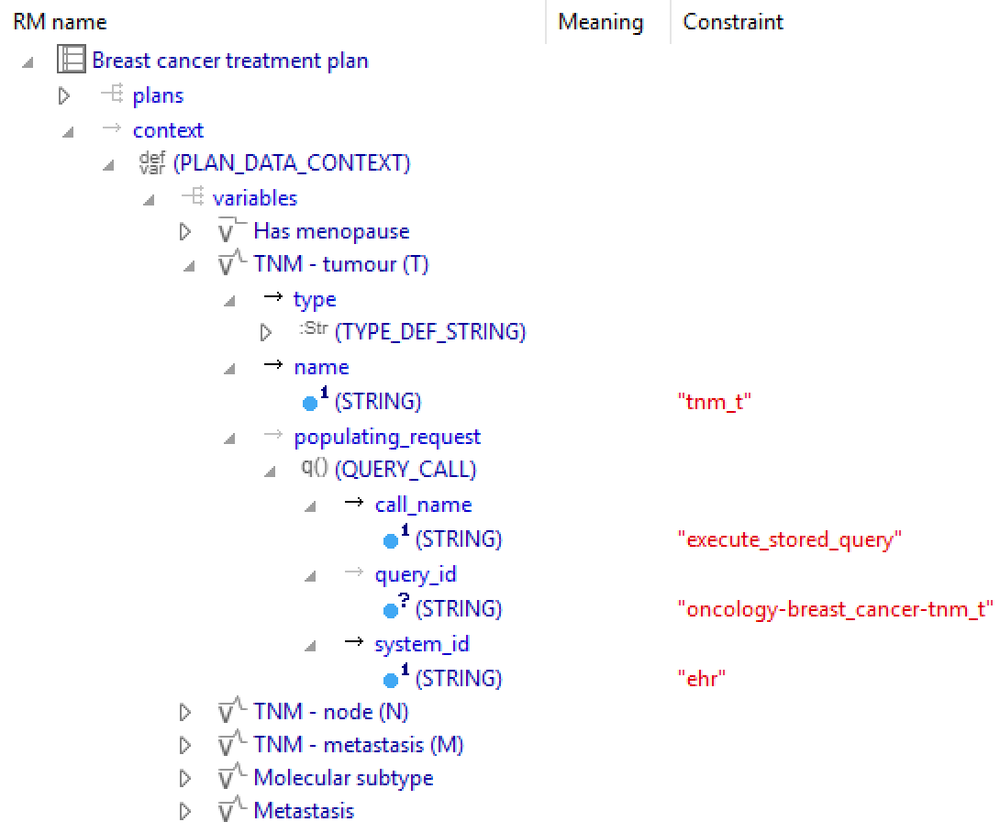 RM name Meaning Constraint
Breast cancer treatment plan
plans
context
def var (PLAN_DATA_CONTEXT)
variables
V Has menopause
V TNM - tumour (T)
type
:Str (TYPE_DEF_STRING)
name
1 (STRING) "tnm_t"
populating_request
q() (QUERY_CALL)
call_name
1 (STRING) "execute_stored_query"
query_id
? (STRING) "oncology-breast_cancer-tnm_t"
system_id
1 (STRING) "ehr"
V TNM - node (N)
V TNM - metastasis (M)
V Molecular subtype
V Metastasis